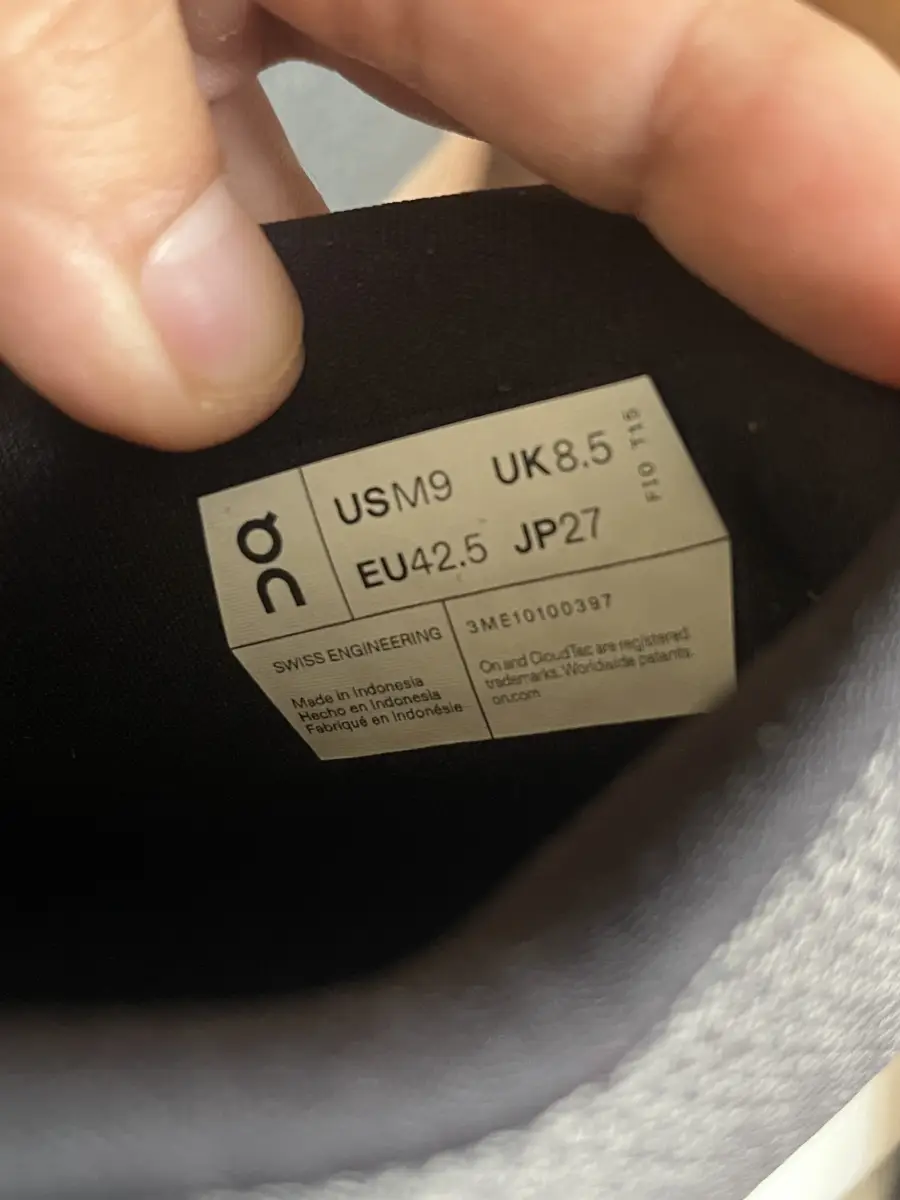 on
USM9 UK8.5
EU42.5 JP27
F10 T15
SWISS ENGINEERING
Made in Indonesia
Hecho en Indonesia
Fabriqué en Indonésie
3ME10100397
On and CloudTec are registered
trademarks. Worldwide patents.
on.com